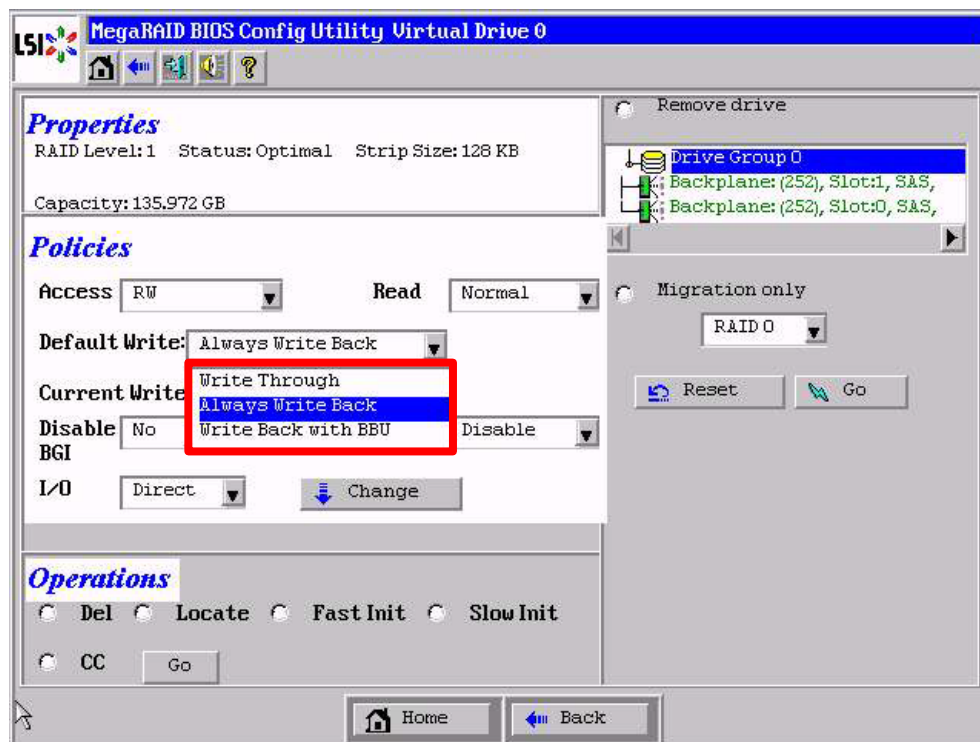 LSI
MegaRAID BIOS Config Utility Virtual Drive 0
?
Properties
RAID Level: 1 Status: Optimal Strip Size: 128 KB
Capacity: 135.972 GB
Policies
Access RW Read Normal
Default Write: Always Write Back
Write Through
Always Write Back
Write Back with BBU
Current Write
Disable BGI No Disable
I/O Direct Change
Operations
Del Locate Fast Init Slow Init
CC Go
Remove drive
Drive Group 0
Backplane: (252), Slot:1, SAS,
Backplane: (252), Slot:0, SAS,
Migration only
RAID 0
Reset Go
Home Back